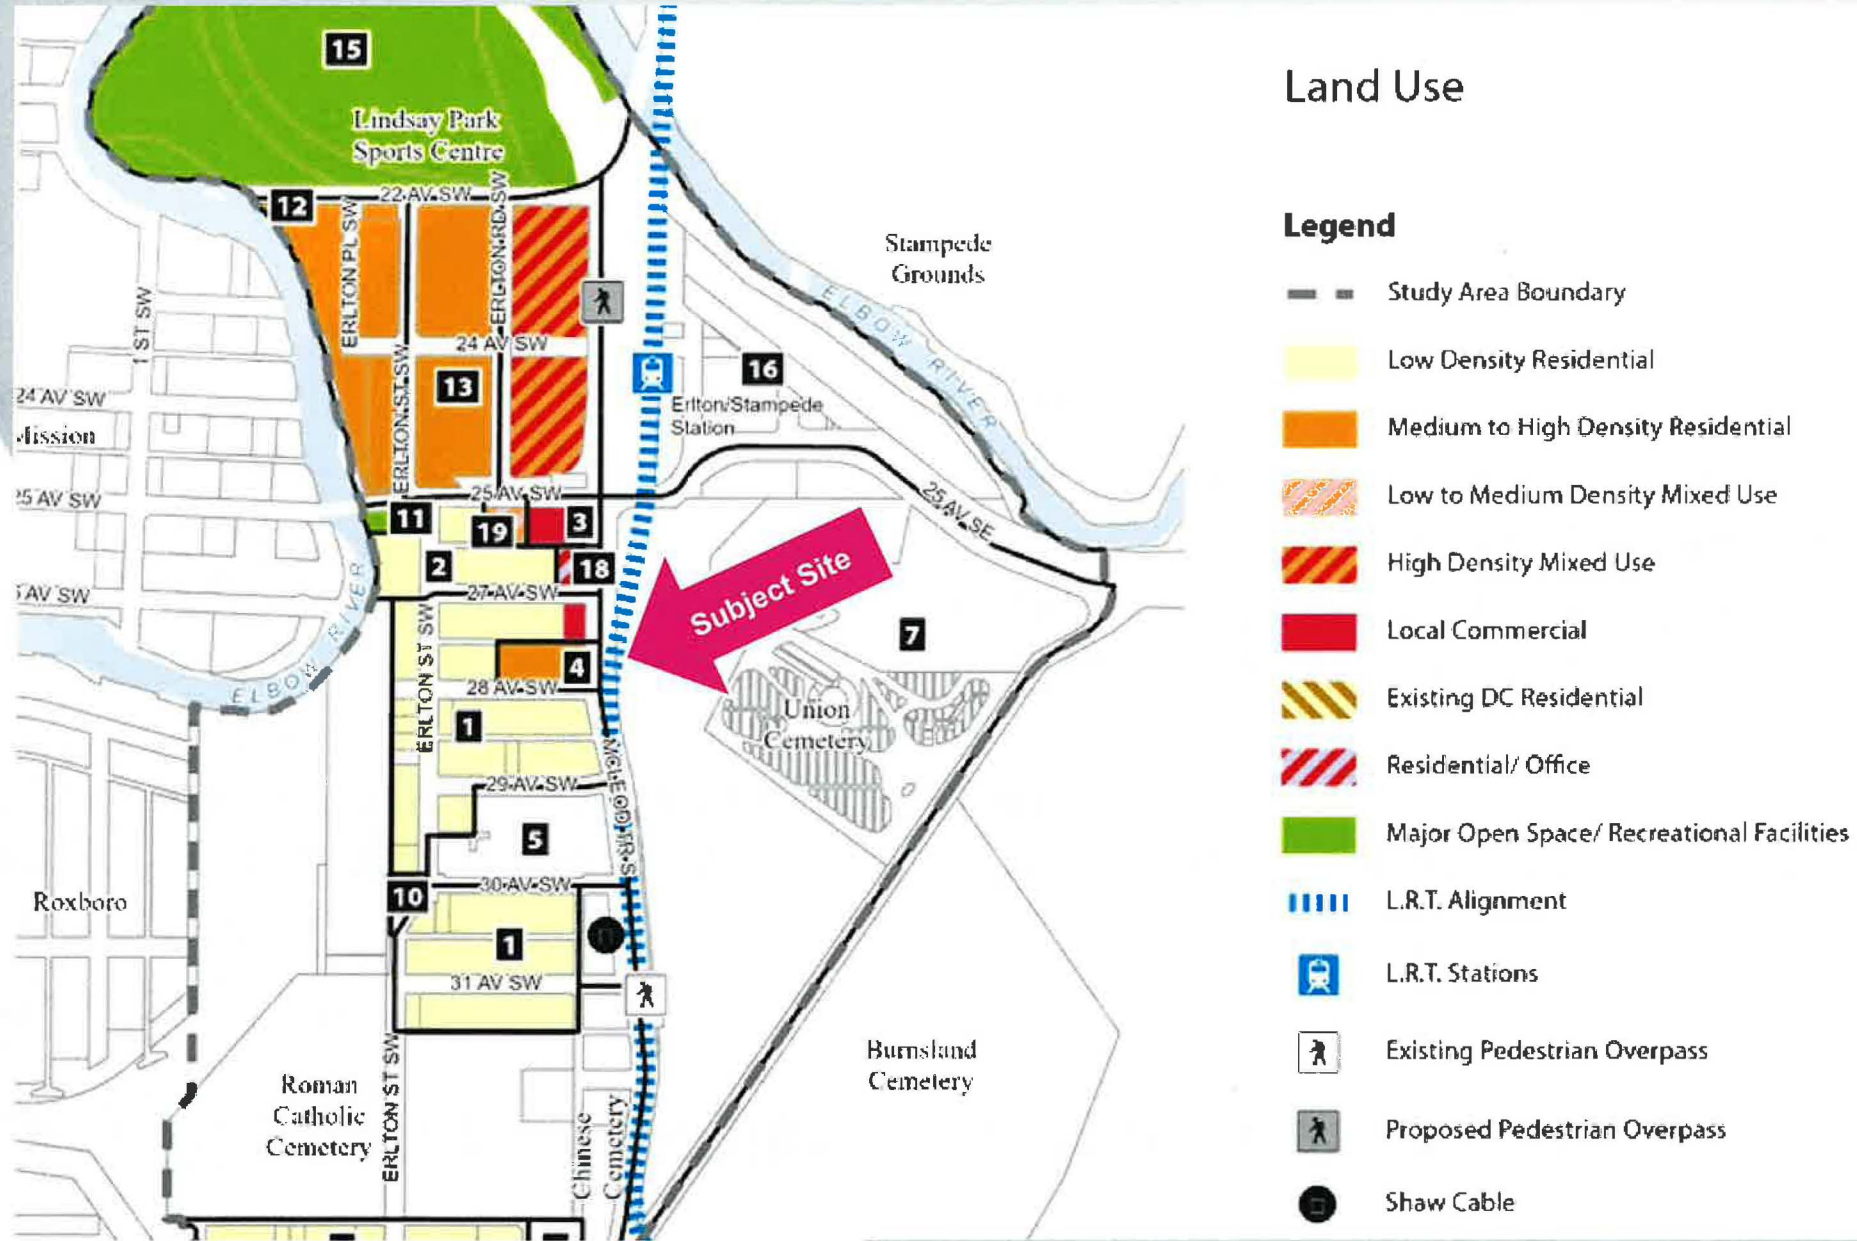 Land Use
Legend
Study Area Boundary
Low Density Residential
Medium to High Density Residential
Low to Medium Density Mixed Use
High Density Mixed Use
Local Commercial
Existing DC Residential
Residential/ Office
Major Open Space/ Recreational Facilities
L.R.T. Alignment
L.R.T. Stations
Existing Pedestrian Overpass
Proposed Pedestrian Overpass
Shaw Cable
15
Lindsay Park
Sports Centre
12
22 AV SW
ERLTON PL SW
ERLTON RD SW
Stampede
Grounds
ELBOW RIVER
1 ST SW
24 AV SW
ERLTON ST SW
13
16
Erlton/Stampede
Station
24 AV SW
Mission
25 AV SW
25 AV SW
25 AV SE
11
19
3
2
18
Subject Site
27 AV SW
5 AV SW
ELBOW RIVER
ERLTON ST SW
4
7
28 AV SW
1
Union
Cemetery
MCLEOD TR S
29 AV SW
5
30 AV SW
10
Roxboro
1
31 AV SW
Roman
Catholic
Cemetery
ERLTON ST SW
Chinese
Cemetery
Burnsland
Cemetery